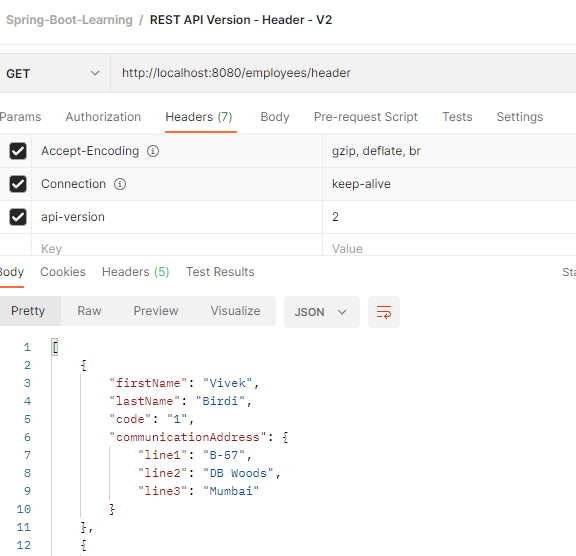 Spring-Boot-Learning / REST API Version - Header - V2
GET http://localhost:8080/employees/header
Params Authorization Headers (7) Body Pre-request Script Tests Settings
Accept-Encoding gzip, deflate, br
Connection keep-alive
api-version 2
Key Value
Body Cookies Headers (5) Test Results Sta
Pretty Raw Preview Visualize JSON
1 [
2 {
3 "firstName": "Vivek",
4 "lastName": "Birdi",
5 "code": "1",
6 "communicationAddress": {
7 "line1": "B-57",
8 "line2": "DB Woods",
9 "line3": "Mumbai"
10 }
11 },
12 {